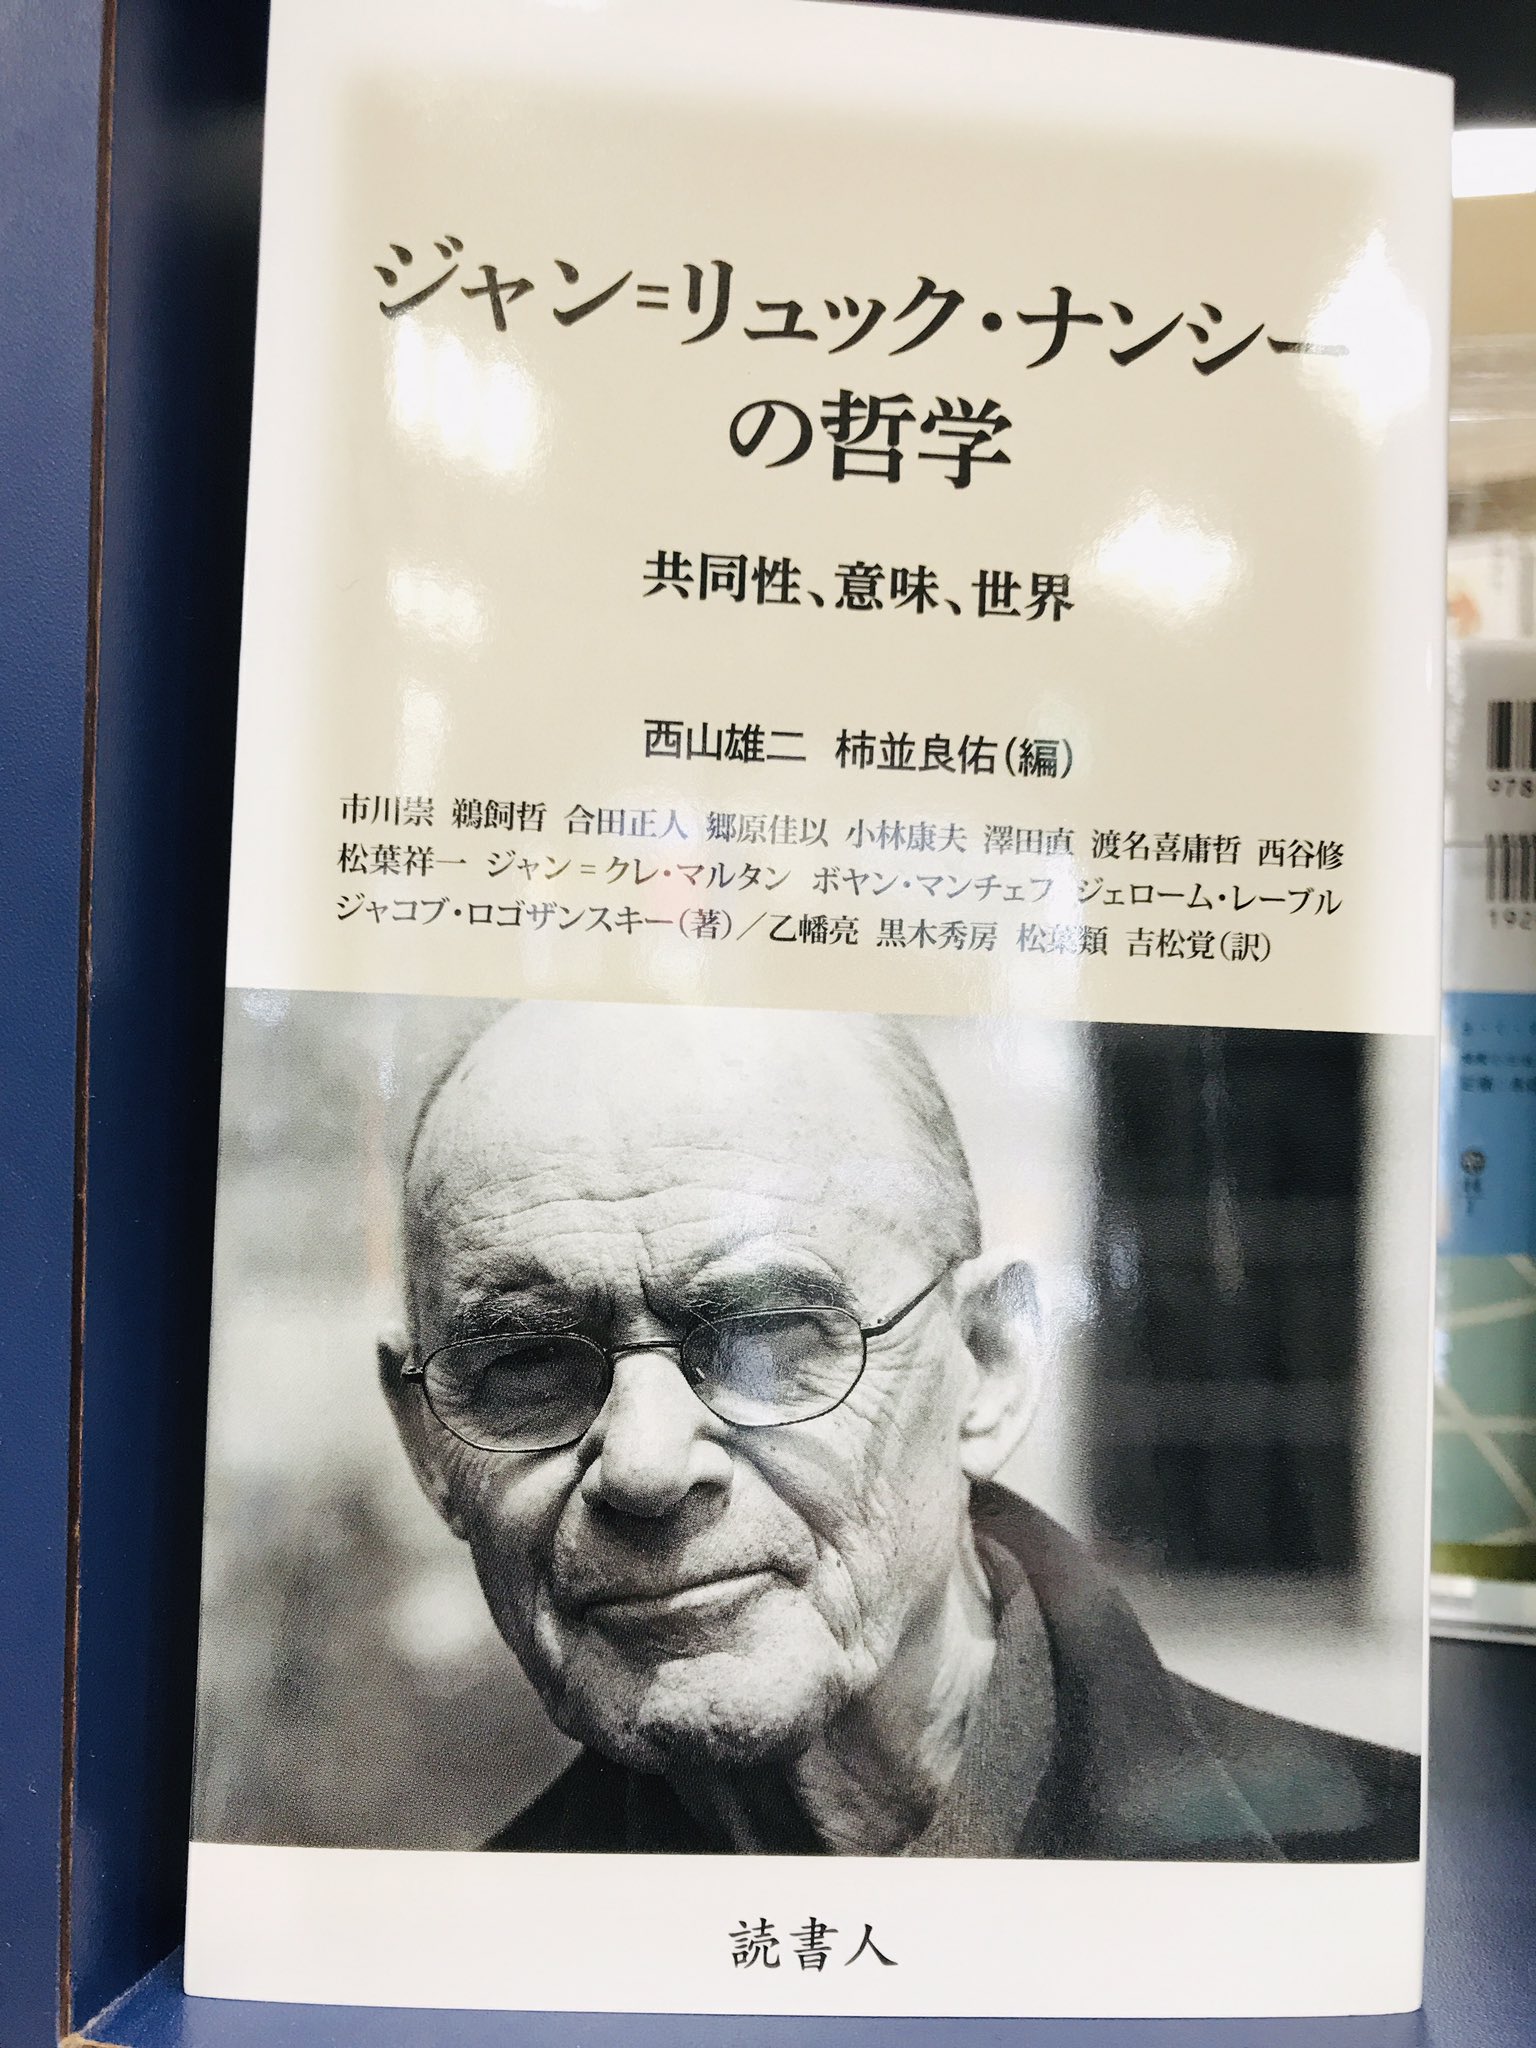 ジャン=リュック・ナンシー
の哲学
共同性、意味、世界
西山雄二 柿並良佑(編)
市川崇 鵜飼哲 合田正人 郷原佳以 小林康夫 澤田直 渡名喜庸哲 西谷修
松葉祥一 ジャン=クレ・マルタン ボヤン・マンチェフ ジェローム・レーブル
ジャコブ・ロゴザンスキー(著)/乙幡亮 黒木秀房 松葉類 吉松覚(訳)
読書人
978
192